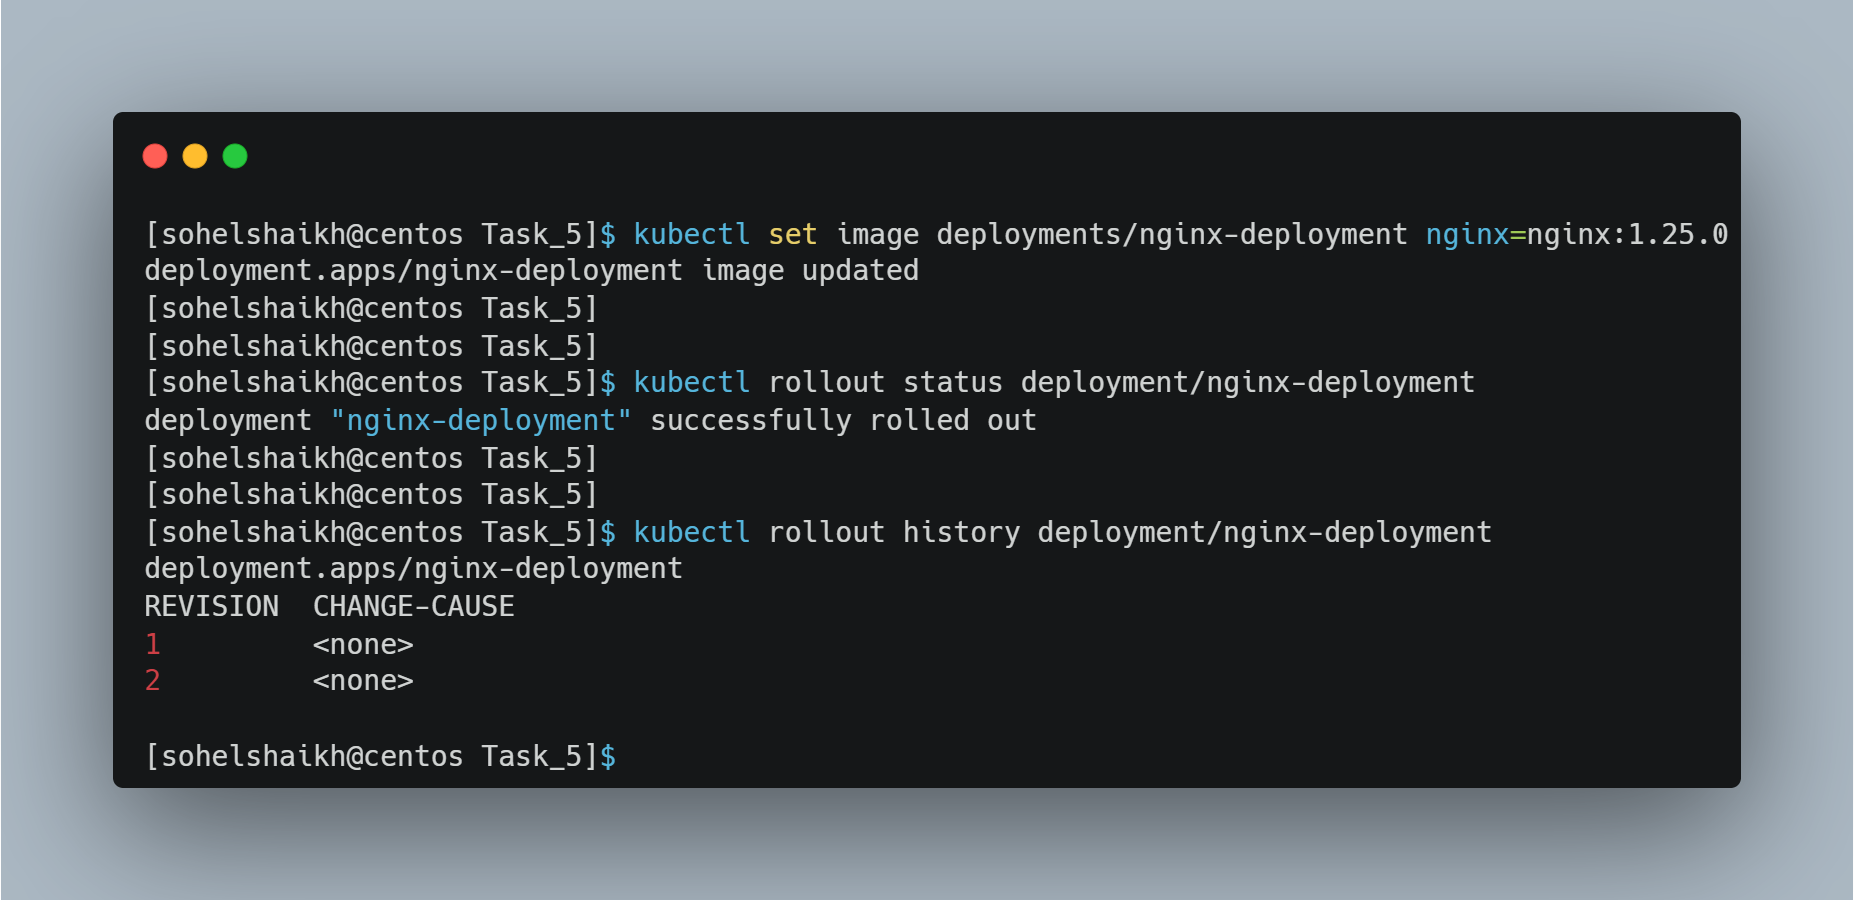 [sohelshaikh@centos Task_5]$ kubectl set image deployments/nginx-deployment nginx=nginx:1.25.0
deployment.apps/nginx-deployment image updated
[sohelshaikh@centos Task_5]
[sohelshaikh@centos Task_5]
[sohelshaikh@centos Task_5]$ kubectl rollout status deployment/nginx-deployment
deployment "nginx-deployment" successfully rolled out
[sohelshaikh@centos Task_5]
[sohelshaikh@centos Task_5]
[sohelshaikh@centos Task_5]$ kubectl rollout history deployment/nginx-deployment
deployment.apps/nginx-deployment
REVISION  CHANGE-CAUSE
1         <none>
2         <none>
[sohelshaikh@centos Task_5]$